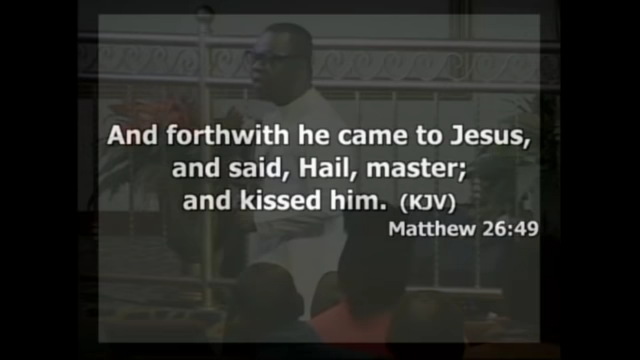 And forthwith he came to Jesus,
and said, Hail, master;
and kissed him. (KJV)
Matthew 26:49